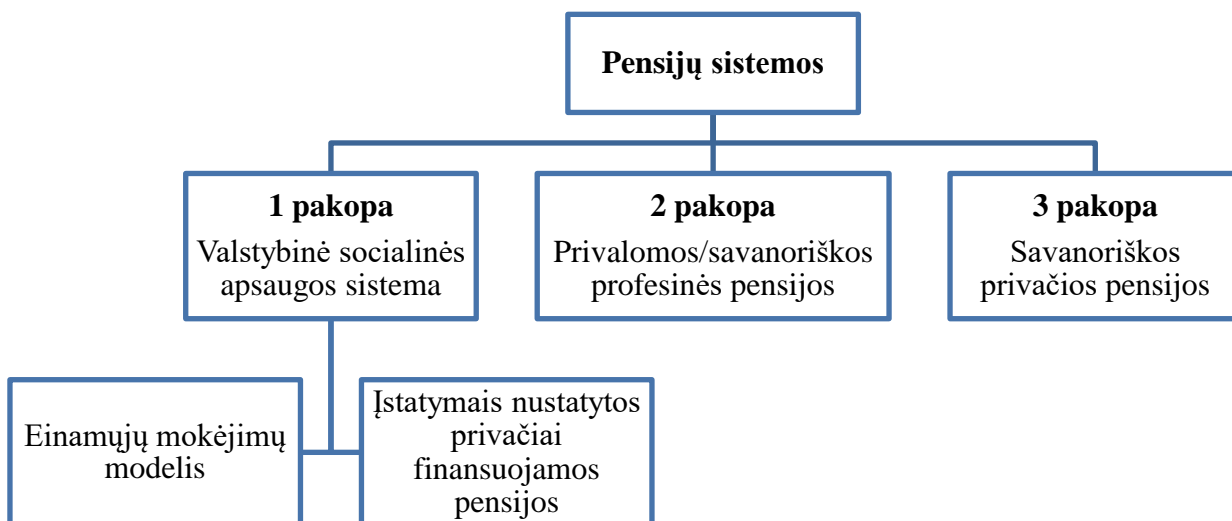 Pensijų sistemos
1 pakopa
Valstybinė socialinės
apsaugos sistema
2 pakopa
Privalomos/savanoriškos
profesinės pensijos
3 pakopa
Savanoriškos
privačios pensijos
Einamųjų mokėjimų
modelis
Įstatymais nustatytos
privačiai
finansuojamos
pensijos